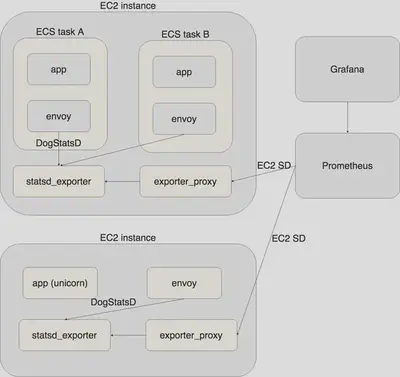 EC2 instance
ECS task A
ECS task B
app
app
Grafana
envoy
envoy
DogStatsD
EC2 SD
Prometheus
statsd_exporter
exporter_proxy
EC2 instance
EC2 SD
app (unicorn)
envoy
DogStatsD
statsd_exporter
exporter_proxy